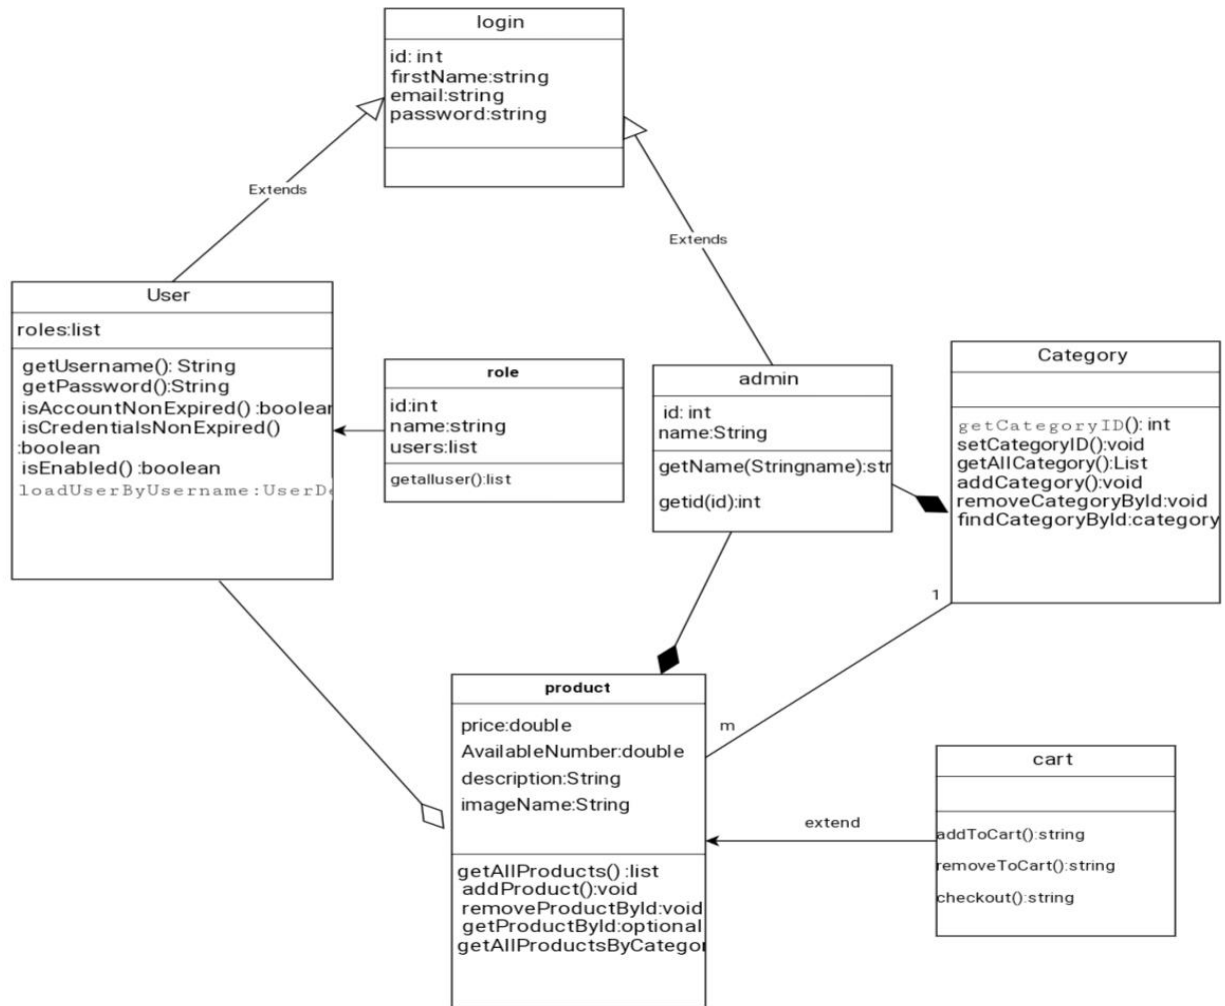 login
id: int
firstName:string
email:string
password:string
Extends
Extends
User
roles:list
getUsername(): String
getPassword():String
isAccountNonExpired() :boolean
isCredentialsNonExpired()
:boolean
isEnabled() :boolean
loadUserByUsername:UserDe
role
id:int
name:string
users:list
getalluser():list
admin
id: int
name:String
getName(Stringname):str
getid(id):int
Category
getCategoryID(): int
setCategoryID():void
getAllCategory():List
addCategory():void
removeCategoryById:void
findCategoryById:category
1
m
product
price:double
AvailableNumber:double
description:String
imageName:String
getAllProducts() :list
addProduct():void
removeProductById:void
getProductById:optional
getAllProductsByCategor
extend
cart
addToCart():string
removeToCart():string
checkout():string